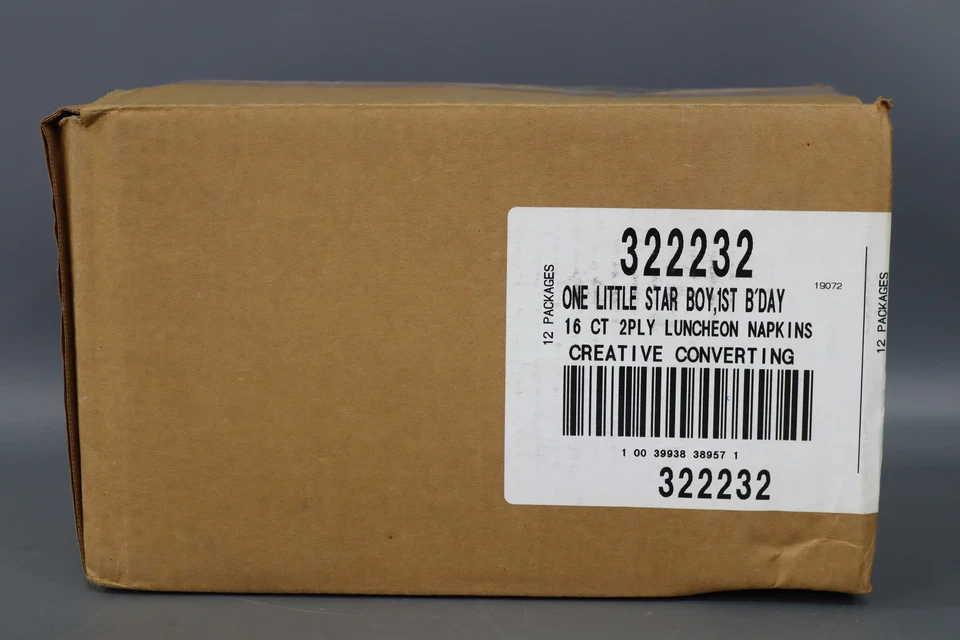 322232
19072
ONE LITTLE STAR BOY,1ST B'DAY
16 CT 2PLY LUNCHEON NAPKINS
CREATIVE CONVERTING
12 PACKAGES
12 PACKAGES
1 00 39938 38957 1
322232